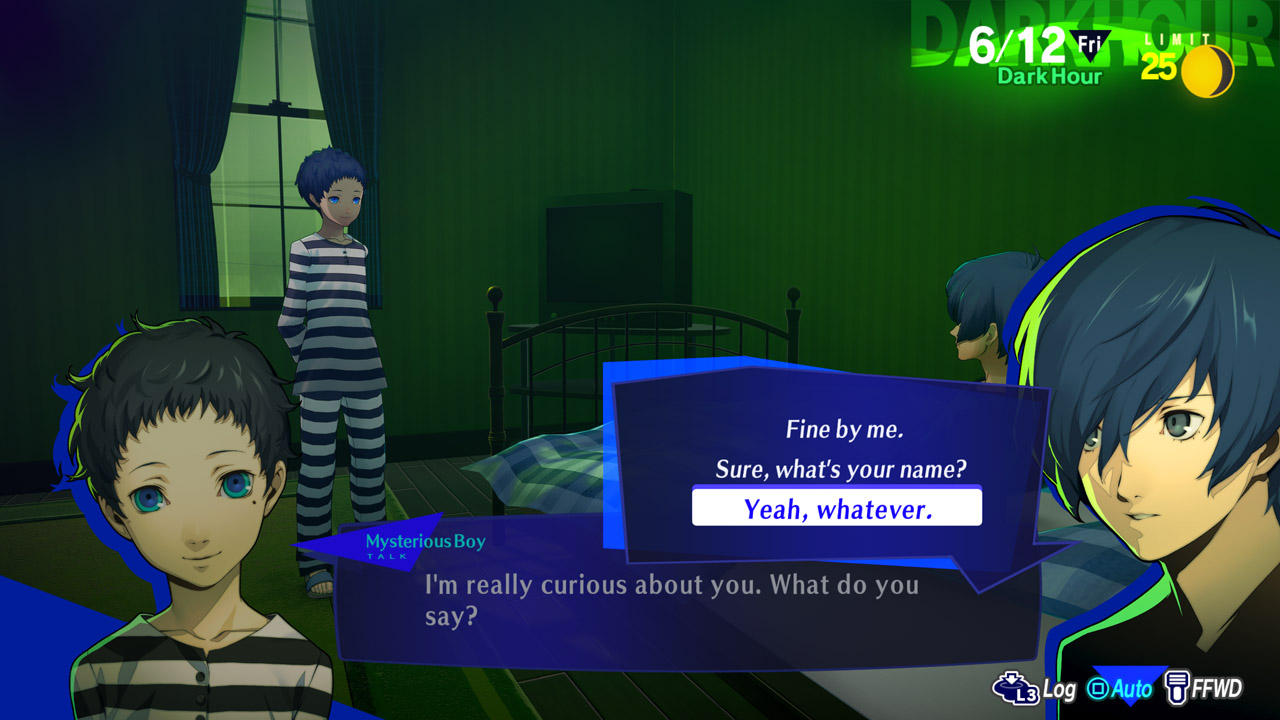 DARK HOUR
6/12 Fri
Dark Hour
LIMIT
25
Fine by me.
Sure, what's your name?
Yeah, whatever.
Mysterious Boy
TALK
I'm really curious about you. What do you
say?
L3 Log Auto FFWD